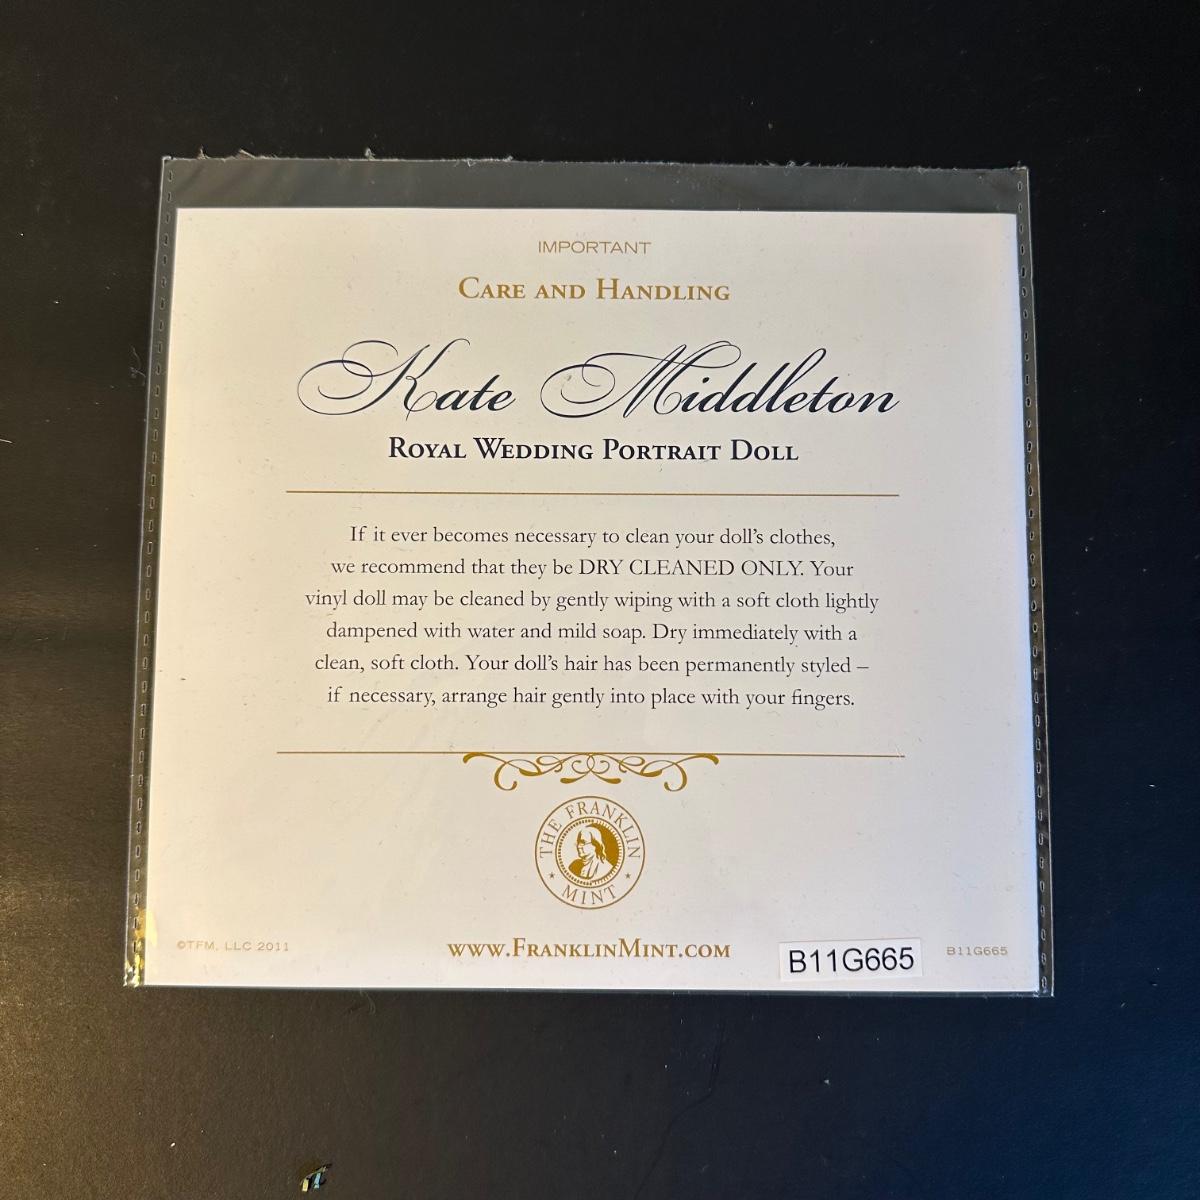 IMPORTANT
CARE AND HANDLING
Kate Middleton
ROYAL WEDDING PORTRAIT DOLL
If it ever becomes necessary to clean your doll's clothes,
we recommend that they be DRY CLEANED ONLY. Your
vinyl doll may be cleaned by gently wiping with a soft cloth lightly
dampened with water and mild soap. Dry immediately with a
clean, soft cloth. Your doll's hair has been permanently styled –
if necessary, arrange hair gently into place with your fingers.
THE FRANKLIN
MINT
©TFM, LLC 2011
WWW.FRANKLINMINT.COM
B11G665
B11G665